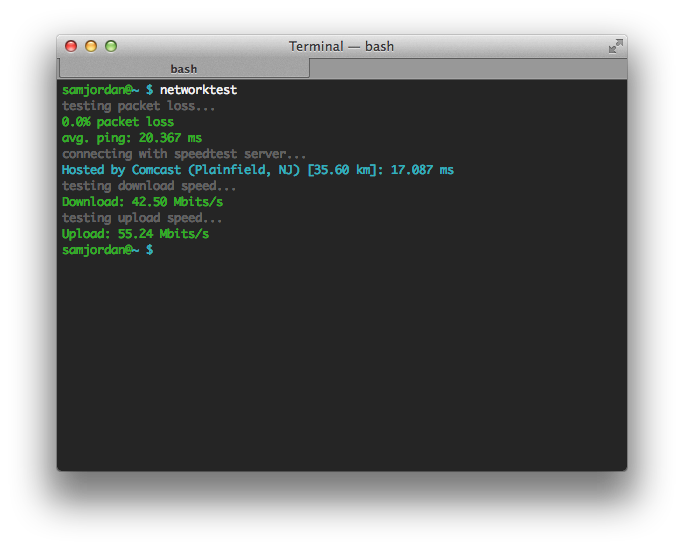 Terminal — bash
bash
samjordan@~ $ networktest
testing packet loss...
0.0% packet loss
avg. ping: 20.367 ms
connecting with speedtest server...
Hosted by Comcast (Plainfield, NJ) [35.60 km]: 17.087 ms
testing download speed...
Download: 42.50 Mbits/s
testing upload speed...
Upload: 55.24 Mbits/s
samjordan@~ $